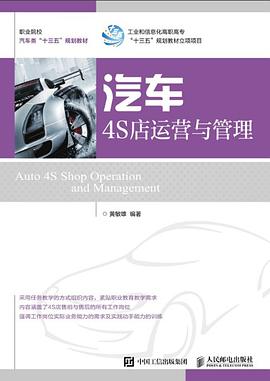 职业院校
汽车类“十三五”规划教材
工业和信息化高职高专
“十三五”规划教材立项项目
汽车
4S店运营与管理
Auto 4S Shop Operation
and Management
黄敏雄 编著
采用任务教学的方式组织内容,紧贴职业教育教学需求
内容涵盖了4S店售前与售后的所有工作岗位
强调工作岗位实际业务能力的需求及实践动手能力的训练
中国工信出版集团
人民邮电出版社
POSTS & TELECOM PRESS